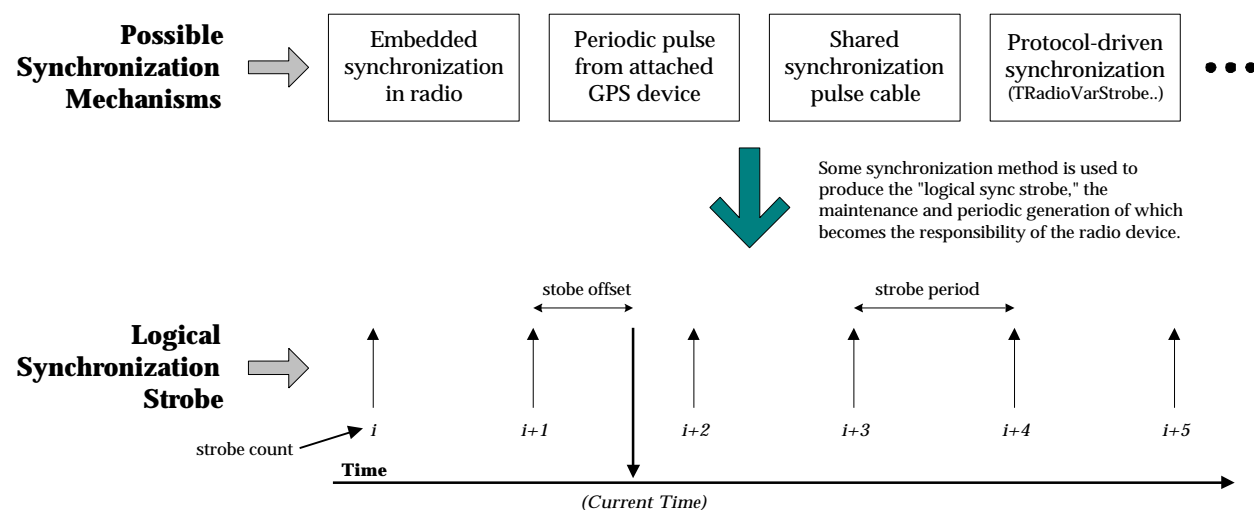 Possible
Synchronization
Mechanisms
Embedded
synchronization
in radio
Periodic pulse
from attached
GPS device
Shared
synchronization
pulse cable
Protocol-driven
synchronization
(TRadioVarStrobe..)
Some synchronization method is used to
produce the "logical sync strobe," the
maintenance and periodic generation of which
becomes the responsibility of the radio device.
stobe offset
strobe period
Logical
Synchronization
Strobe
i
i+1
i+2
i+3
i+4
i+5
strobe count
Time
(Current Time)